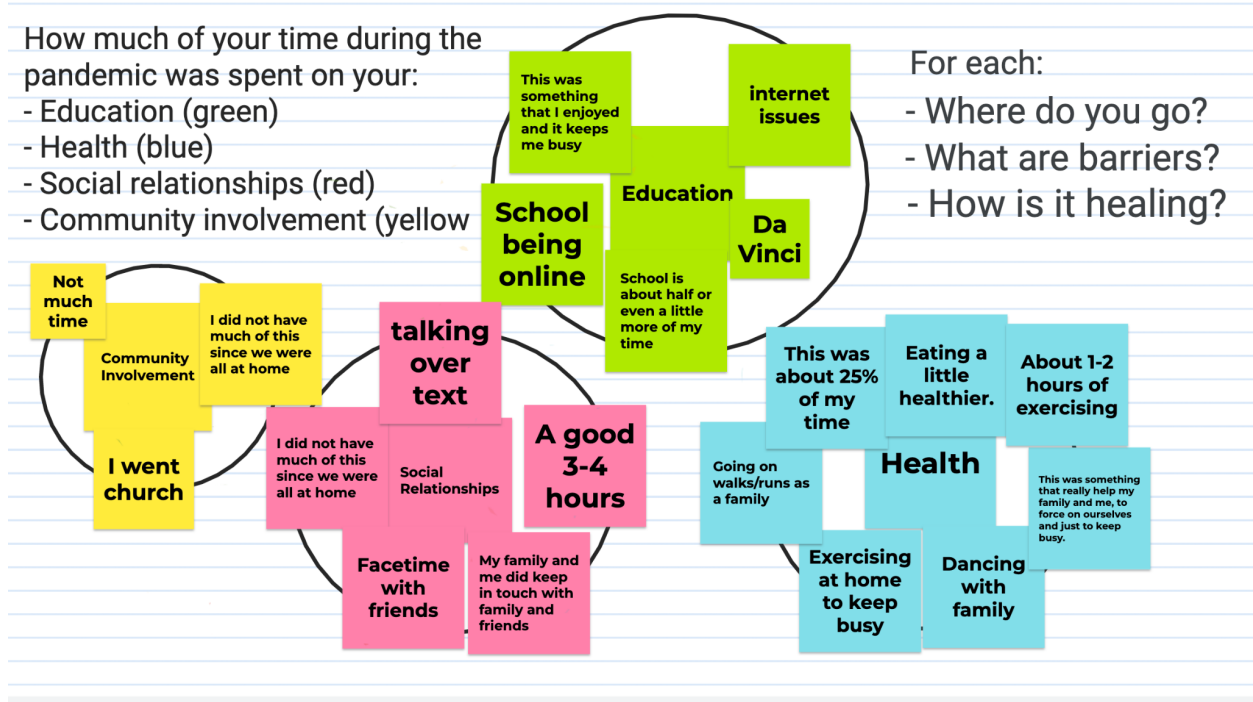 How much of your time during the
pandemic was spent on your:
- Education (green)
- Health (blue)
- Social relationships (red)
- Community involvement (yellow
For each:
- Where do you go?
- What are barriers?
- How is it healing?
This was
something
that I enjoyed
and it keeps
me busy
internet
issues
Education
School
being
online
Da
Vinci
School is
about half or
even a little
more of my
time
Not
much
time
Community
Involvement
I did not have
much of this
since we were
all at home
I went
church
talking
over
text
I did not have
much of this
since we were
all at home
Social
Relationships
A good
3-4
hours
Facetime
with
friends
My family and
me did keep
in touch with
family and
friends
This was
about 25%
of my
time
Eating a
little
healthier.
About 1-2
hours of
exercising
Going on
walks/runs as
a family
Health
This was something
that really help my
family and me, to
force on ourselves
and just to keep
busy.
Exercising
at home
to keep
busy
Dancing
with
family